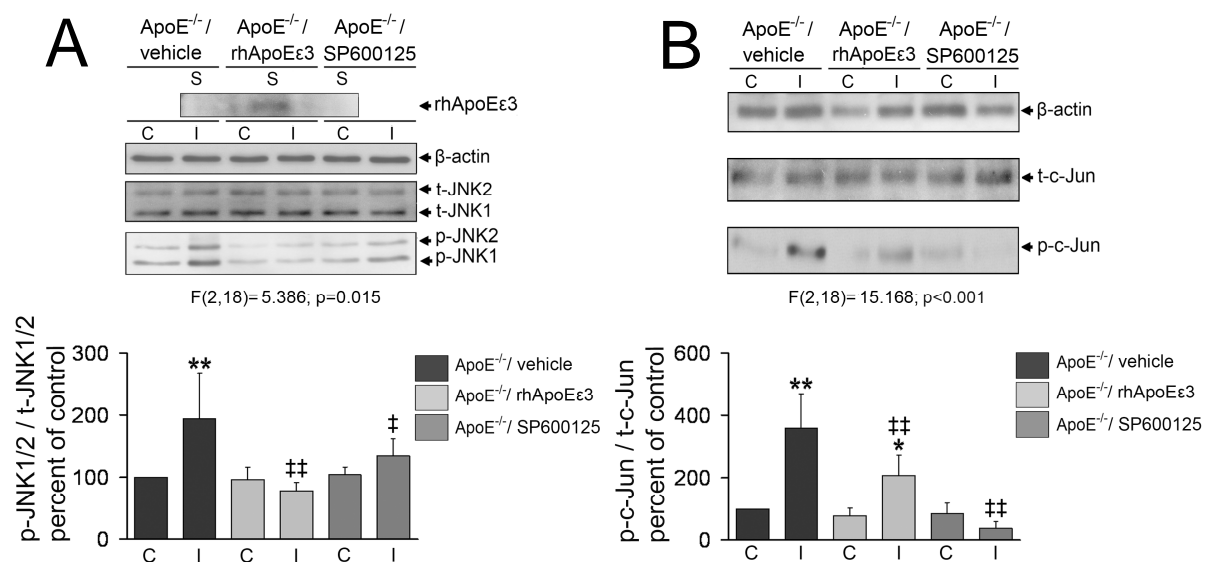 A
ApoE-/-/ ApoE-/-/ ApoE-/-/
vehicle rhApoEε3 SP600125
S S S
rhApoEε3
C I C I C I
β-actin
t-JNK2
t-JNK1
p-JNK2
p-JNK1
F(2,18)= 5.386; p=0.015
p-JNK1/2 / t-JNK1/2
percent of control
300
200
100
0
** ‡‡ ‡
C I C I C I
ApoE-/-/ vehicle
ApoE-/-/ rhApoEε3
ApoE-/-/ SP600125
B
ApoE-/-/ ApoE-/-/ ApoE-/-/
vehicle rhApoEε3 SP600125
C I C I C I
β-actin
t-c-Jun
p-c-Jun
F(2,18)= 15.168; p<0.001
p-c-Jun / t-c-Jun
percent of control
600
400
200
0
** ‡‡ * ‡‡
C I C I C I
ApoE-/-/ vehicle
ApoE-/-/ rhApoEε3
ApoE-/-/ SP600125